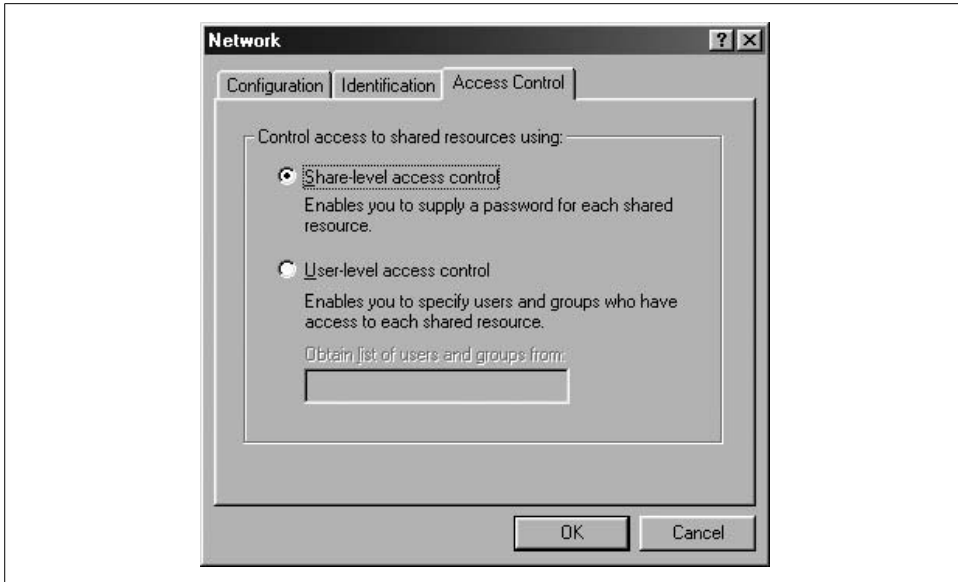 Network
Configuration Identification Access Control
Control access to shared resources using:
Share-level access control
Enables you to supply a password for each shared
resource.
User-level access control
Enables you to specify users and groups who have
access to each shared resource.
Obtain list of users and groups from:
OK Cancel